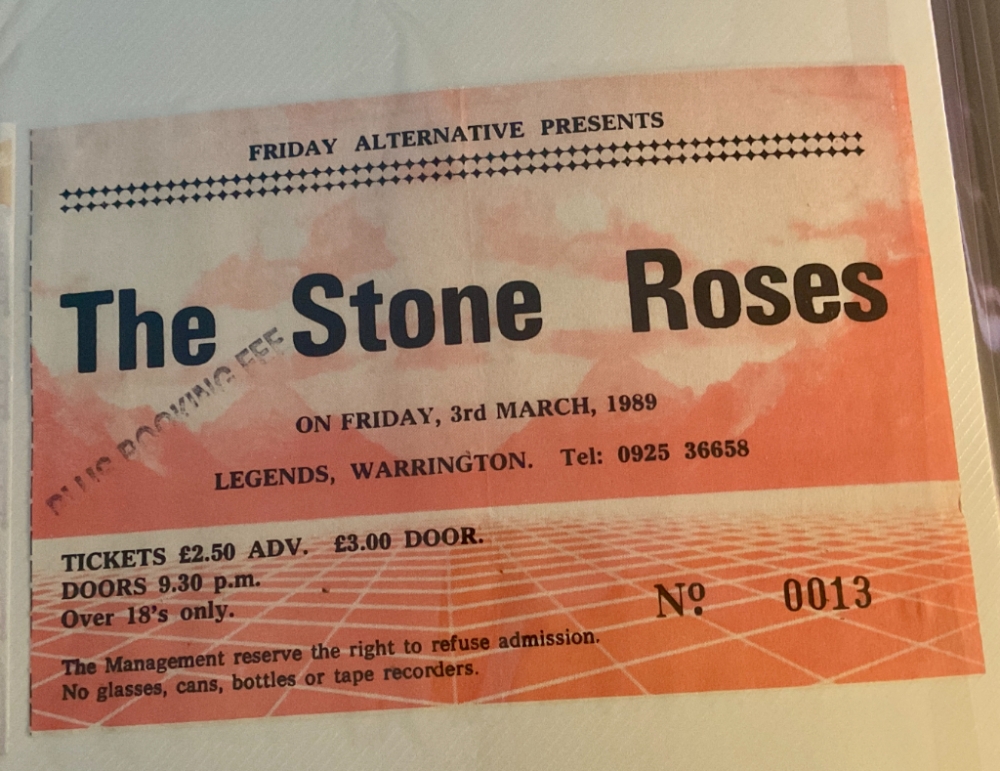 FRIDAY ALTERNATIVE PRESENTS
The Stone Roses
PLUS BOOKING FEE
ON FRIDAY, 3rd MARCH, 1989
LEGENDS, WARRINGTON. Tel: 0925 36658
TICKETS £2.50 ADV. £3.00 DOOR.
DOORS 9.30 p.m.
Over 18's only.
Nº 0013
The Management reserve the right to refuse admission.
No glasses, cans, bottles or tape recorders.